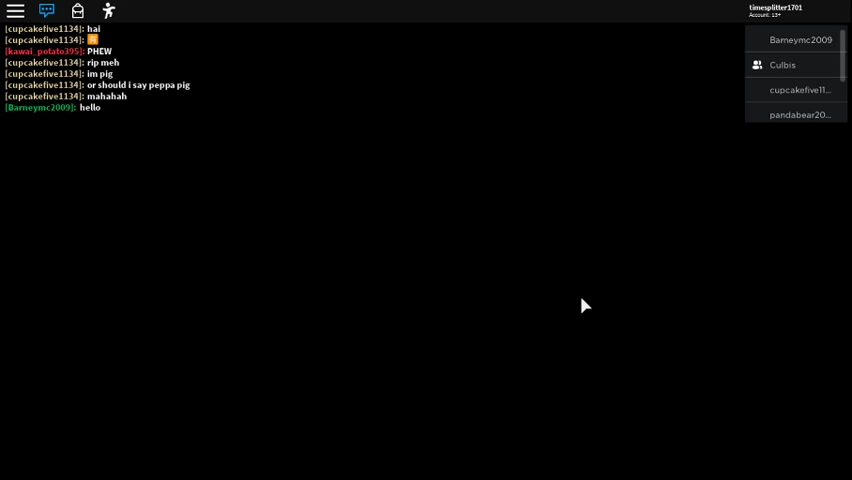 timesplitter1701
Account: 13+
[cupcakefive1134]: hai
[cupcakefive1134]:
[kawai_potato395]: PHEW
[cupcakefive1134]: rip meh
[cupcakefive1134]: im pig
[cupcakefive1134]: or should i say peppa pig
[cupcakefive1134]: mahahah
[Barneymc2009]: hello
Barneymc2009
Culbis
cupcakefive11...
pandabear20...